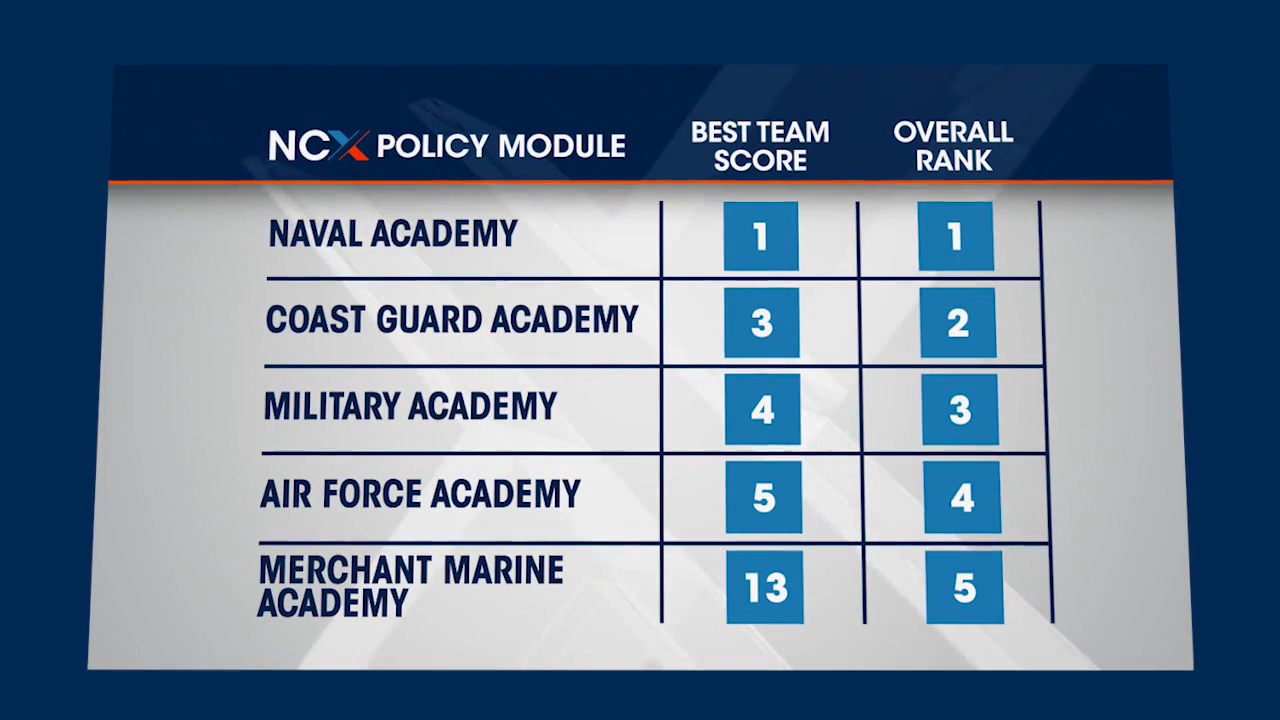 NCX POLICY MODULE
BEST TEAM
SCORE
OVERALL
RANK
NAVAL ACADEMY 1 1
COAST GUARD ACADEMY 3 2
MILITARY ACADEMY 4 3
AIR FORCE ACADEMY 5 4
MERCHANT MARINE
ACADEMY 13 5